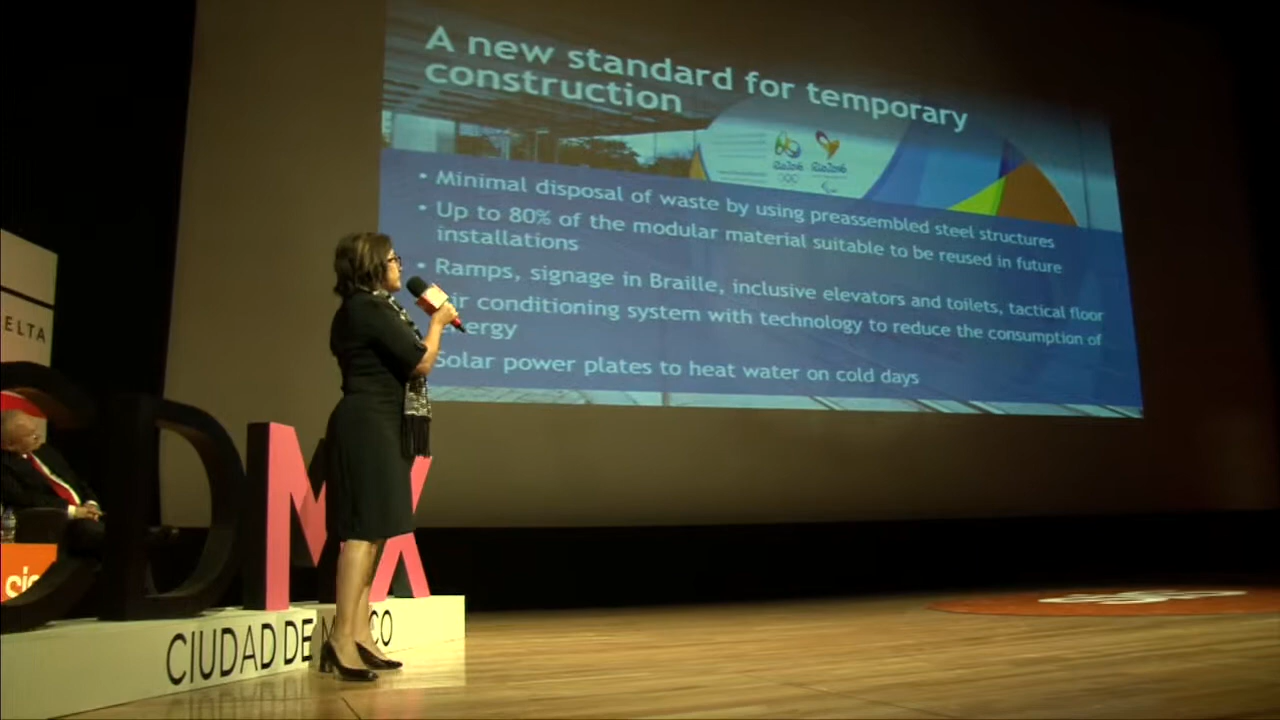 A new standard for temporary
construction
Rio2016 Rio2016
• Minimal disposal of waste by using preassembled steel structures
• Up to 80% of the modular material suitable to be reused in future
installations
• Ramps, signage in Braille, inclusive elevators and toilets, tactical floor
ir conditioning system with technology to reduce the consumption of
ergy
Solar power plates to heat water on cold days
ELTA
CDMX
CIUDAD DE M CO